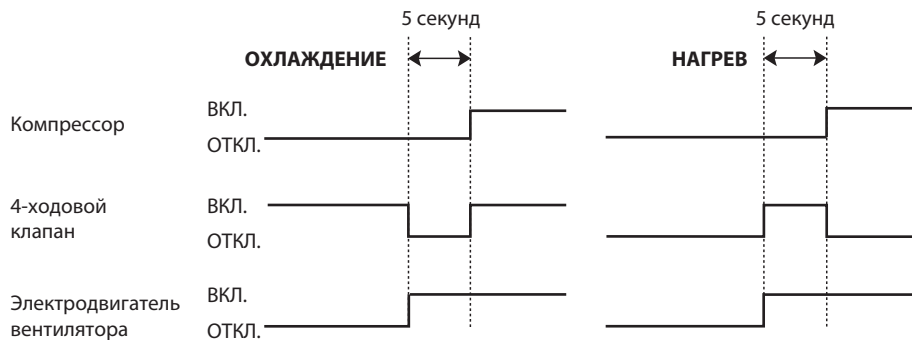 5 секунд
5 секунд
ОХЛАЖДЕНИЕ
НАГРЕВ
Компрессор
ВКЛ.
ОТКЛ.
4-ходовой
клапан
ВКЛ.
ОТКЛ.
Электродвигатель
вентилятора
ВКЛ.
ОТКЛ.